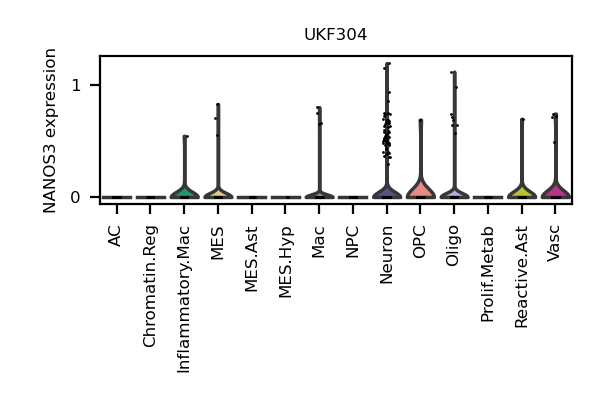 UKF304
NANOS3 expression
1
0
AC
Chromatin.Reg
Inflammatory.Mac
MES
MES.Ast
MES.Hyp
Mac
NPC
Neuron
OPC
Oligo
Prolif.Metab
Reactive.Ast
Vasc